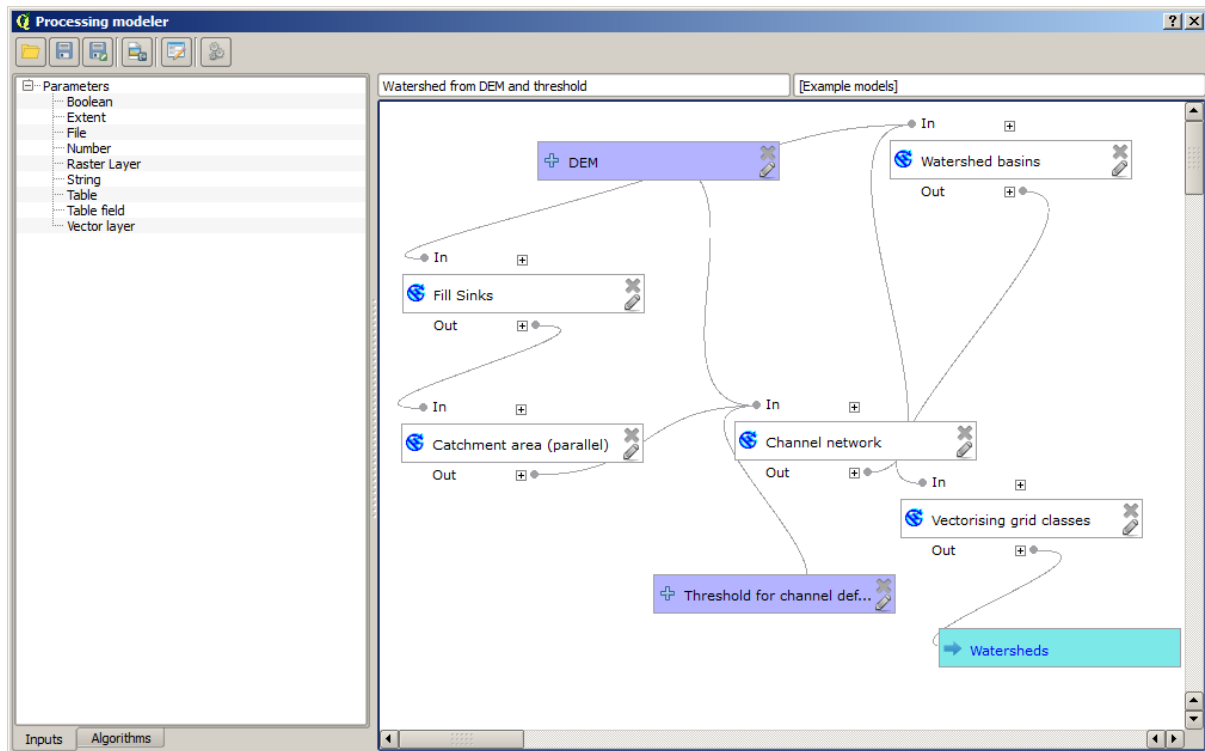 Processing modeler
Parameters
Boolean
Extent
File
Number
Raster Layer
String
Table
Table field
Vector layer
Inputs
Algorithms
Watershed from DEM and threshold
[Example models]
DEM
In
Watershed basins
Out
In
Fill Sinks
Out
In
Catchment area (parallel)
Out
In
Channel network
Out
In
Vectorising grid classes
Out
Threshold for channel def...
Watersheds